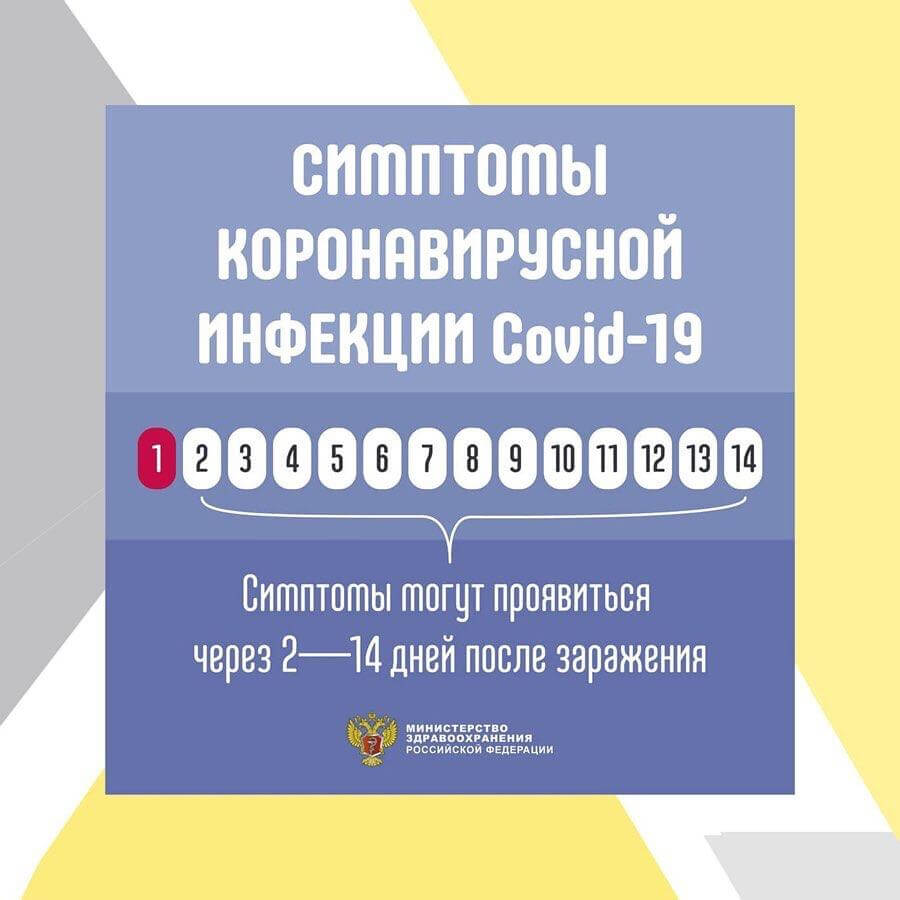 СИМПТОМЫ
КОРОНАВИРУСНОЙ
ИНФЕКЦИИ Covid-19
1 2 3 4 5 6 7 8 9 10 11 12 13 14
Симптомы могут проявиться
через 2—14 дней после заражения
МИНИСТЕРСТВО
ЗДРАВООХРАНЕНИЯ
РОССИЙСКОЙ ФЕДЕРАЦИИ